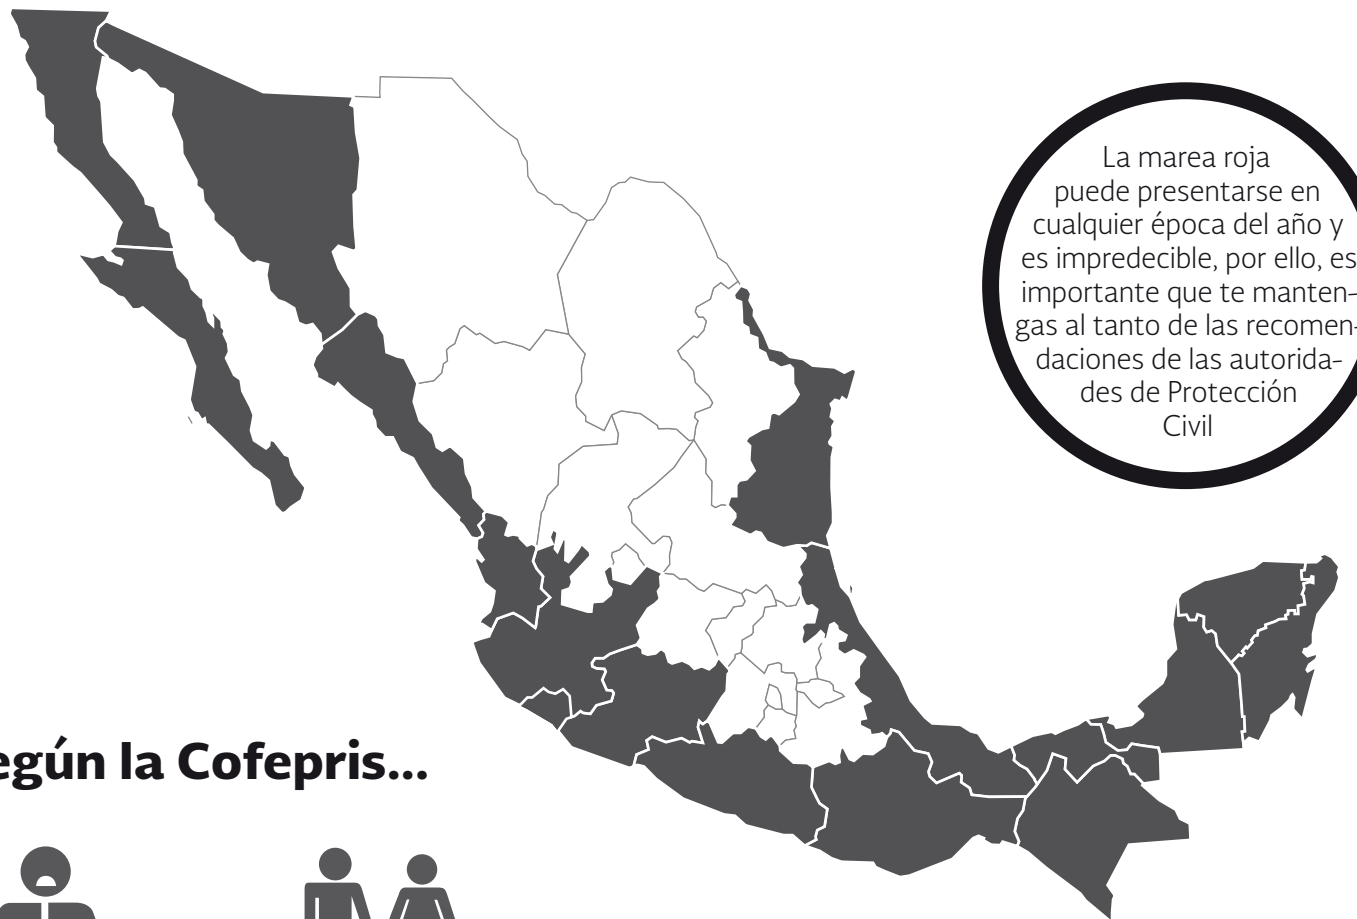 La marea roja
puede presentarse en
cualquier época del año y
es impredecible, por ello, es
importante que te manten-
gas al tanto de las recomen-
daciones de las autorida-
des de Protección
Civil
egún la Cofepris...